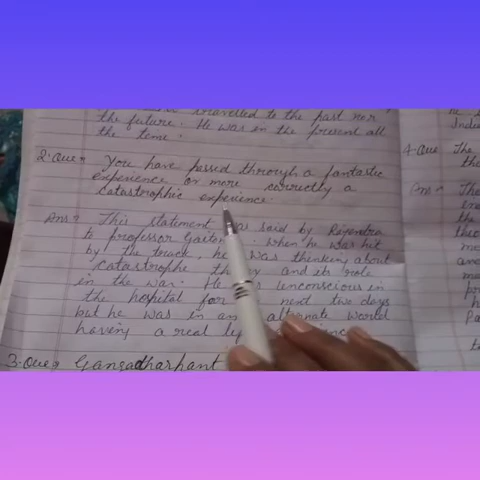 travelled to the past nor
the future. He was in the present all
the time.
2. Que⇒ You have passed through a fantastic
experience or more correctly a
catastrophic experience.
Ans⇒ This statement was said by Rajendra
to professor Gaiton. When he was hit
by the truck, he was thinking about
catastrophe and its role
in the war. He unconscious in
the hospital for next two days
but he was in an alternate world
having a real
3. Que⇒ Gangadharpant
4. Que The
Ans⇒